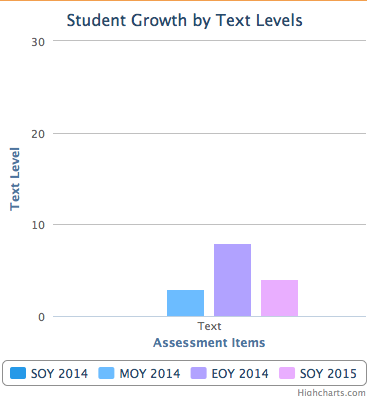 Student Growth by Text Levels
30
20
10
0
Text Level
Text
Assessment Items
SOY 2014 MOY 2014 EOY 2014 SOY 2015
Highcharts.com